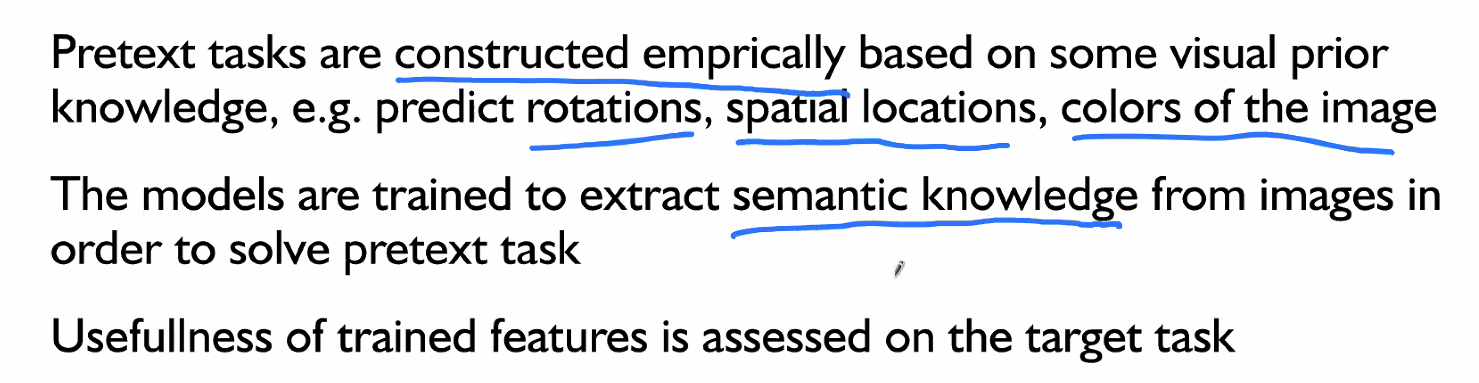 Pretext tasks are constructed emprically based on some visual prior
knowledge, e.g. predict rotations, spatial locations, colors of the image
The models are trained to extract semantic knowledge from images in
order to solve pretext task
Usefullness of trained features is assessed on the target task